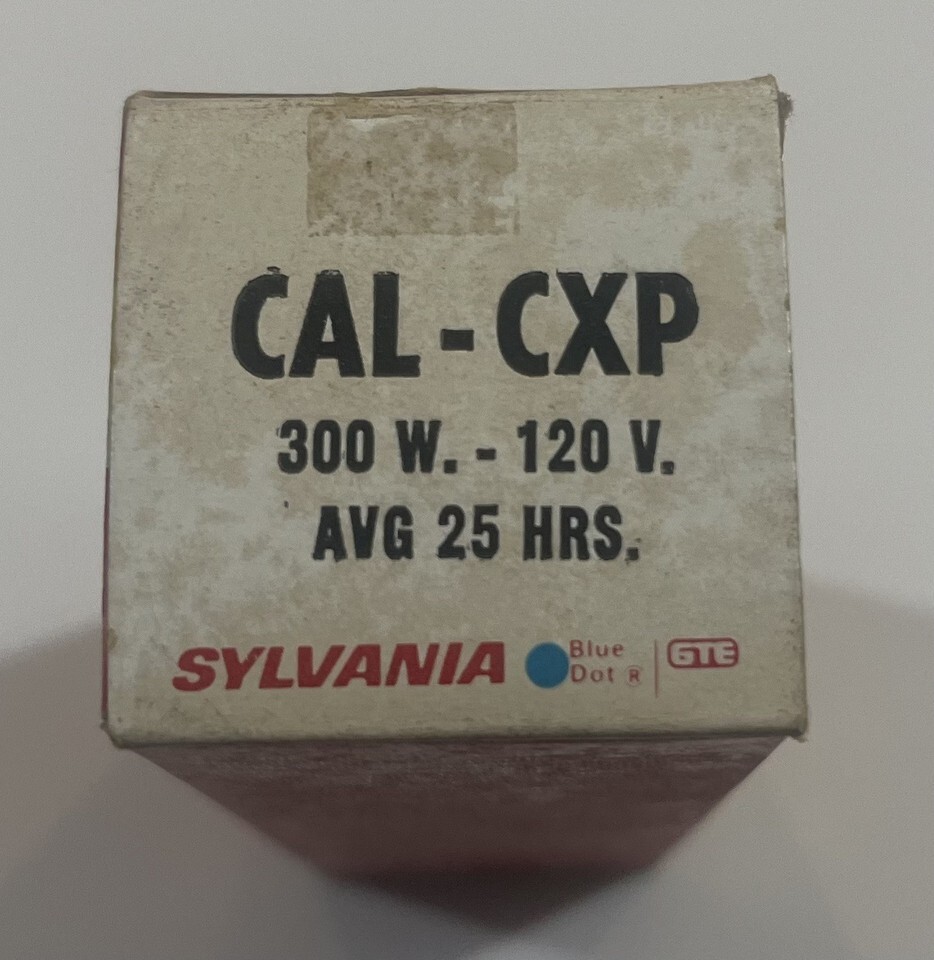 CAL - CXP
300 W. - 120 V.
AVG 25 HRS.
SYLVANIA Blue Dot ® GTE